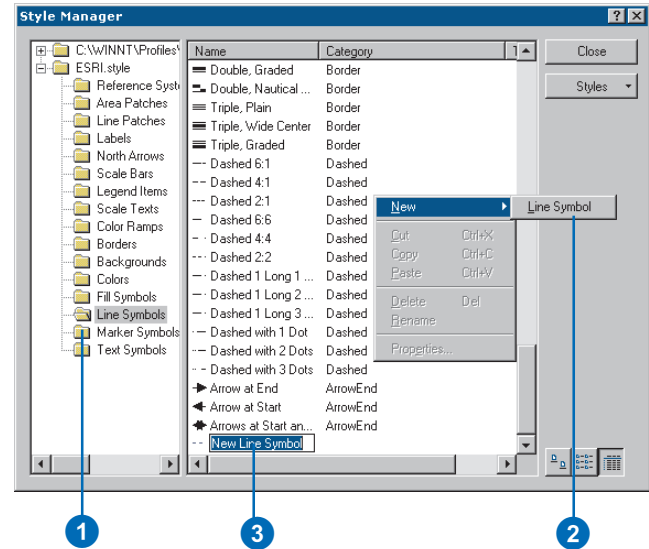 Style Manager
C:\WINNT\Profiles\
ESRI.style
Reference Syste
Area Patches
Line Patches
Labels
North Arrows
Scale Bars
Legend Items
Scale Texts
Color Ramps
Borders
Backgrounds
Colors
Fill Symbols
Line Symbols
Marker Symbols
Text Symbols
Name Category
Double, Graded Border
Double, Nautical ... Border
Triple, Plain Border
Triple, Wide Center Border
Triple, Graded Border
Dashed 6:1 Dashed
Dashed 4:1 Dashed
Dashed 2:1 Dashed
Dashed 6:6 Dashed
Dashed 4:4 Dashed
Dashed 2:2 Dashed
Dashed 1 Long 1 ... Dashed
Dashed 1 Long 2 ... Dashed
Dashed 1 Long 3 ... Dashed
Dashed with 1 Dot Dashed
Dashed with 2 Dots Dashed
Dashed with 3 Dots Dashed
Arrow at End ArrowEnd
Arrow at Start ArrowEnd
Arrows at Start an... ArrowEnd
New Line Symbol
New
Line Symbol
Cut Ctrl+X
Copy Ctrl+C
Paste Ctrl+V
Delete Del
Rename
Properties...
Close
Styles
1
3
2